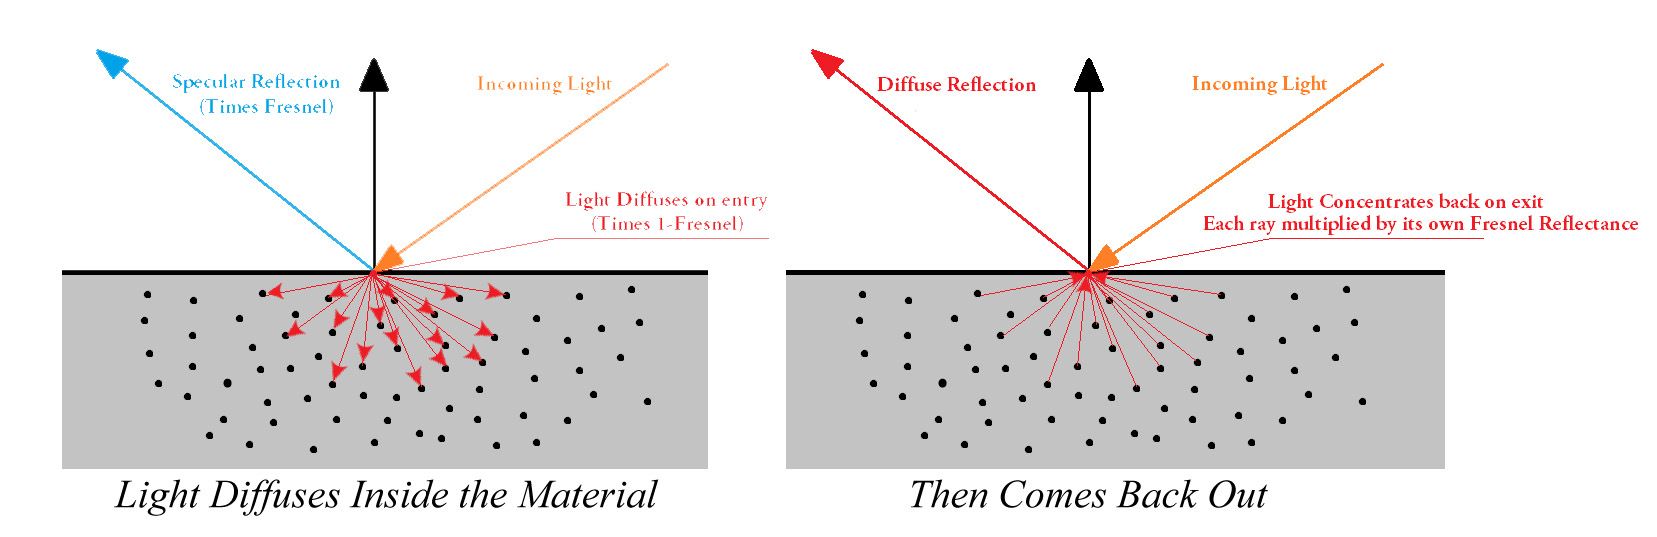 Specular Reflection
(Times Fresnel)
Incoming Light
Light Diffuses on entry
(Times 1-Fresnel)
Light Diffuses Inside the Material
Diffuse Reflection
Incoming Light
Light Concentrates back on exit
Each ray multiplied by its own Fresnel Reflectance
Then Comes Back Out